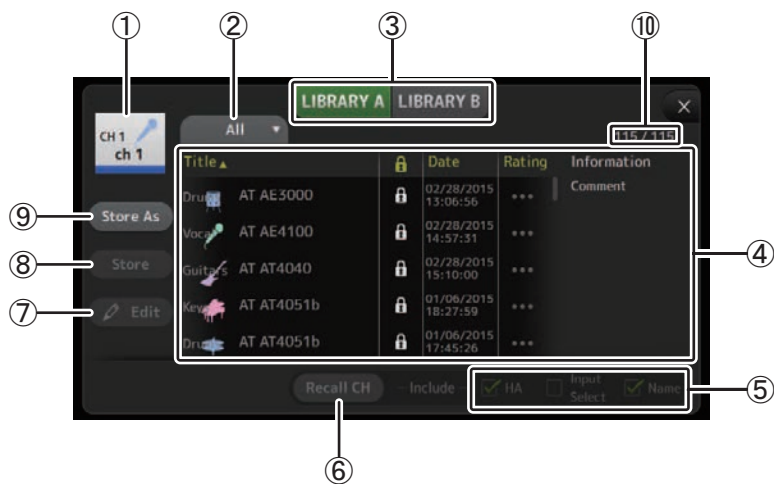 ① ② ③ ⑩
LIBRARY A LIBRARY B
CH 1
ch 1
All
115 / 115
Title Date Rating Information
Drums AT AE3000 02/28/2015 13:06:56 Comment
Vocal AT AE4100 02/28/2015 14:57:31
Guitars AT AT4040 02/28/2015 15:10:00
AT AT4051b 01/06/2015 18:27:59
Drums AT AT4051b 01/06/2015 17:45:26
⑨ Store As
⑧ Store
⑦ Edit
④
Recall CH Include HA Input Select Name
⑤
⑥